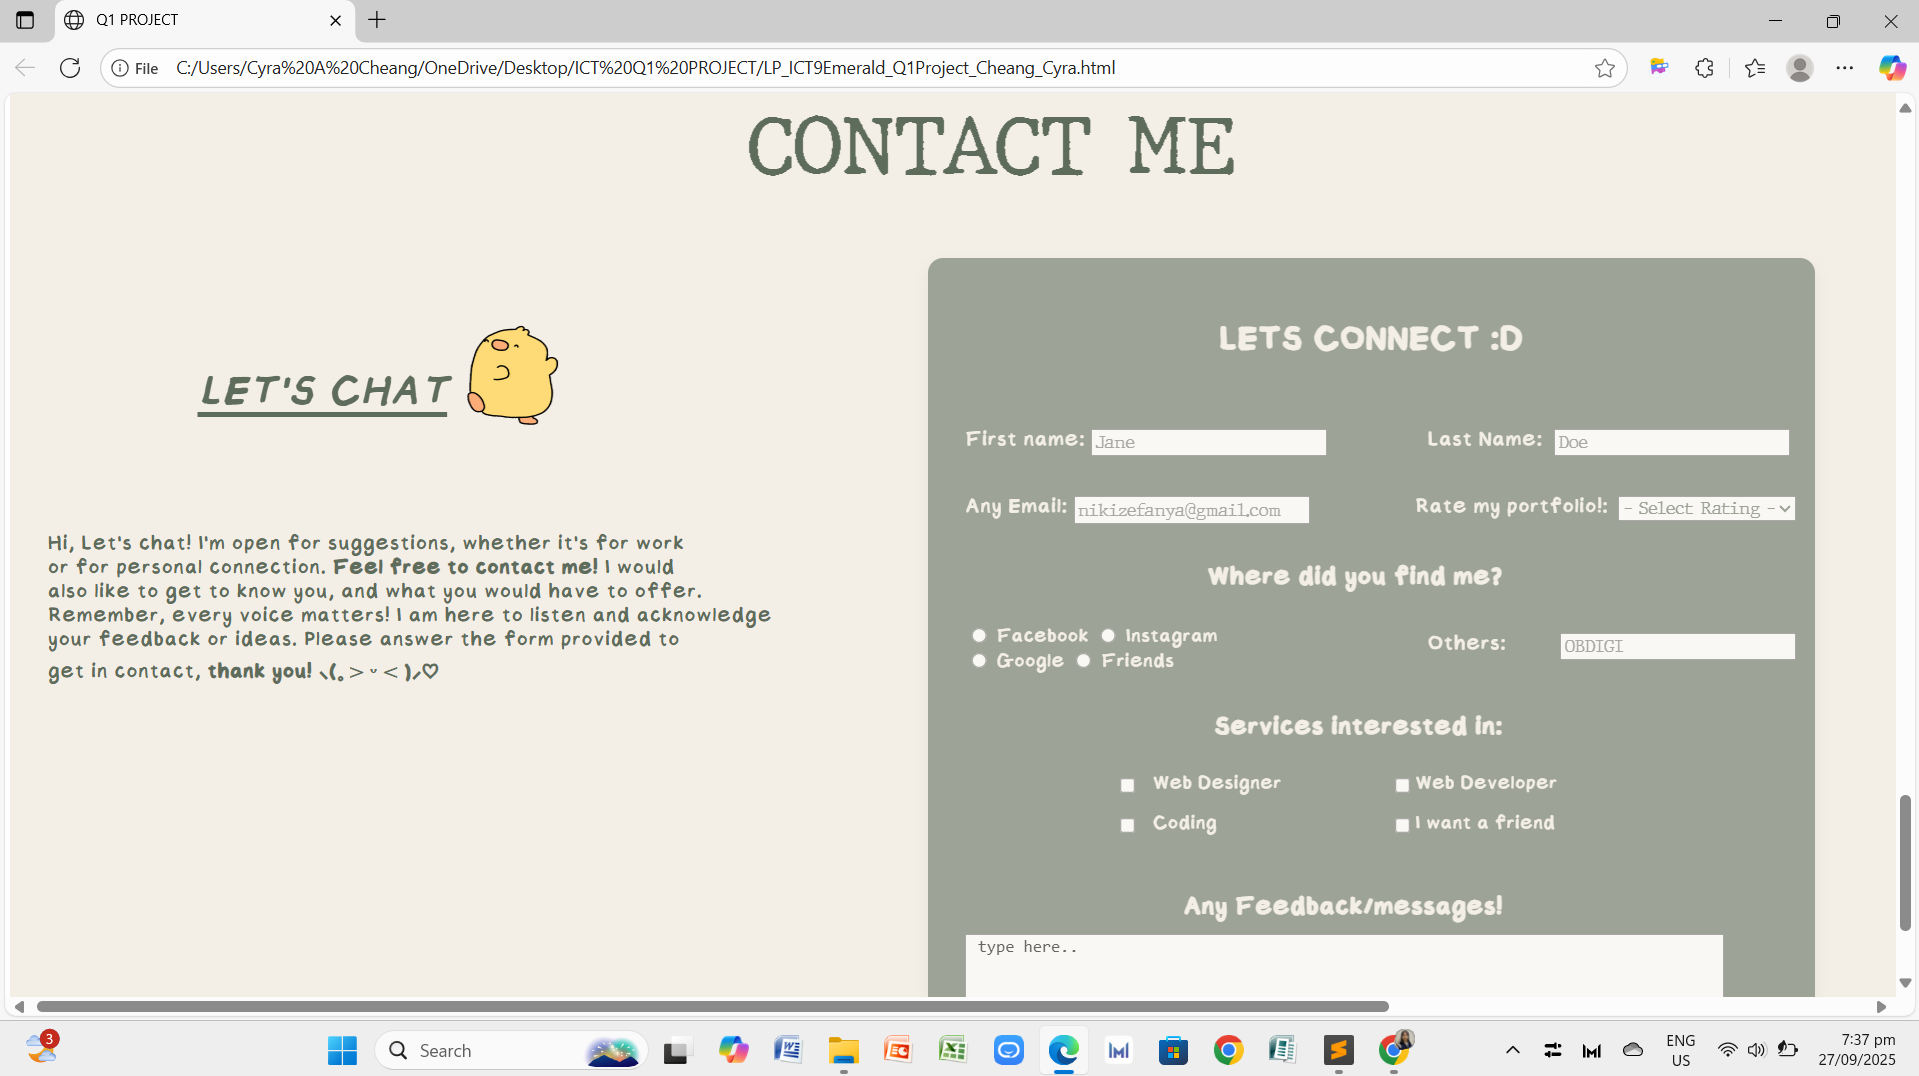 Q1 PROJECT
File C:/Users/Cyra%20A%20Cheang/OneDrive/Desktop/ICT%20Q1%20PROJECT/LP_ICT9Emerald_Q1Project_Cheang_Cyra.html
CONTACT ME
LET'S CHAT
Hi, Let's chat! I'm open for suggestions, whether it's for work
or for personal connection. Feel free to contact me! I would
also like to get to know you, and what you would have to offer.
Remember, every voice matters! I am here to listen and acknowledge
your feedback or ideas. Please answer the form provided to
get in contact, thank you! ⸜(｡˃ ᵕ ˂ )⸝♡
LETS CONNECT :D
First name: Jane
Last Name: Doe
Any Email: nikizefanya@gmail.com
Rate my portfolio!: - Select Rating -
Where did you find me?
Facebook Instagram
Google Friends
Others: OBDIGI
Services interested in:
Web Designer Web Developer
Coding I want a friend
Any Feedback/messages!
type here..
3
Search
ENG
US
7:37 pm
27/09/2025